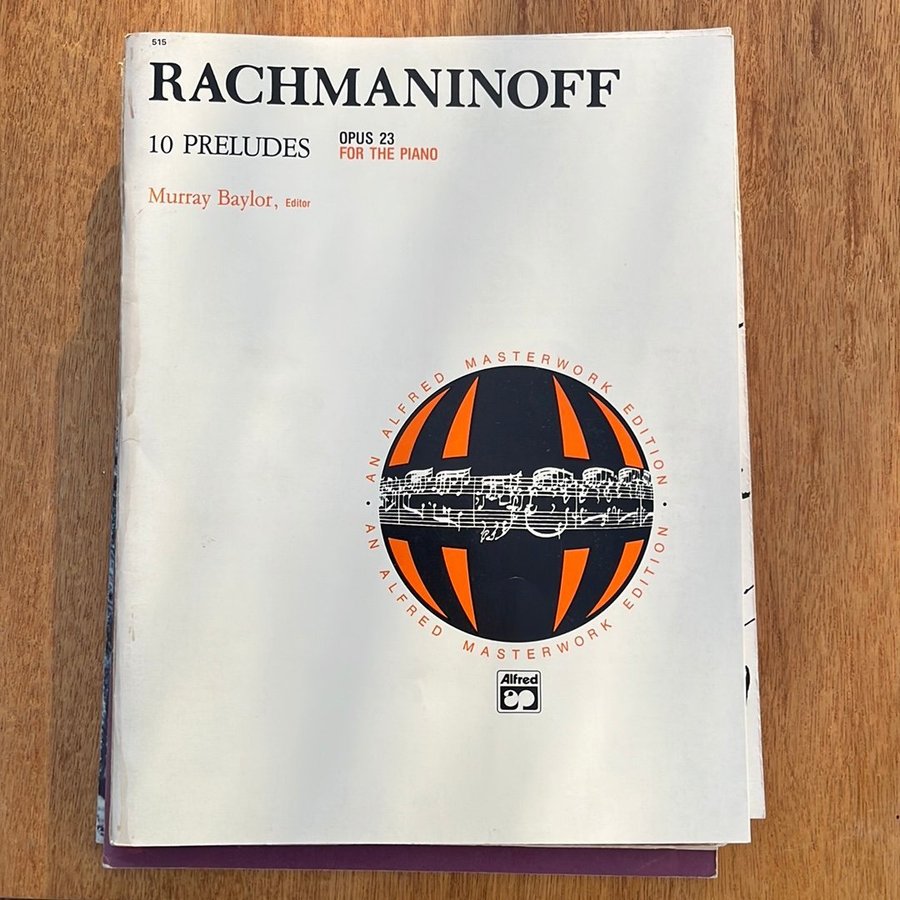 515
RACHMANINOFF
10 PRELUDES
OPUS 23
FOR THE PIANO
Murray Baylor, Editor
AN ALFRED MASTERWORK EDITION
AN ALFRED MASTERWORK EDITION
Alfred